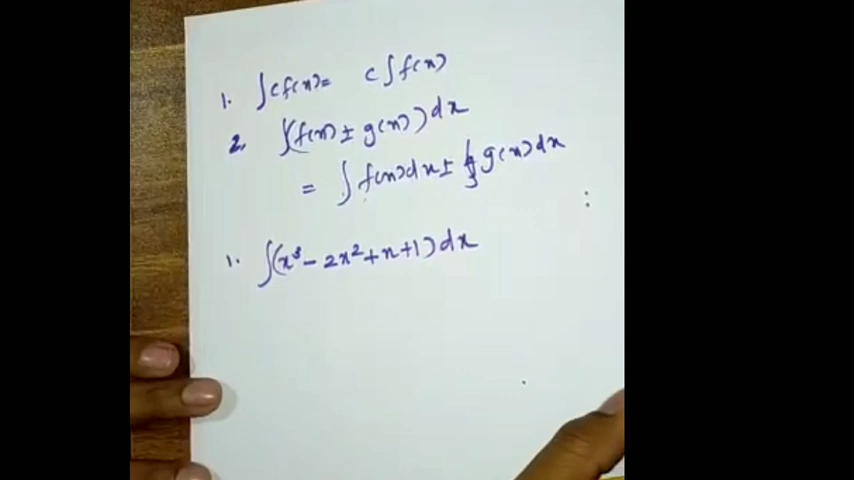 1. ∫cf(x)= c∫f(x)
2. ∫(f(x) ± g(x))dx
= ∫f(x)dx ± ∫g(x)dx
1. ∫(x³ - 2x² + x + 1)dx